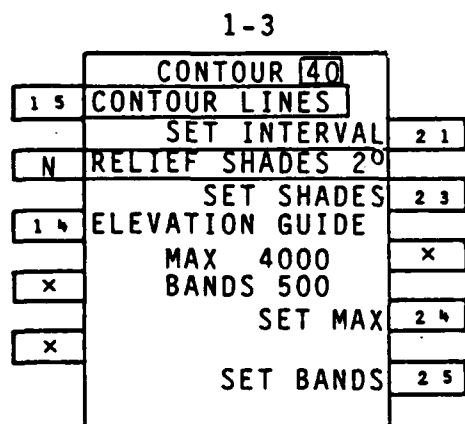 1-3
CONTOUR 40
15 CONTOUR LINES
SET INTERVAL 21
N RELIEF SHADES 2º
SET SHADES 23
14 ELEVATION GUIDE
MAX 4000 ×
× BANDS 500
SET MAX 24
×
SET BANDS 25